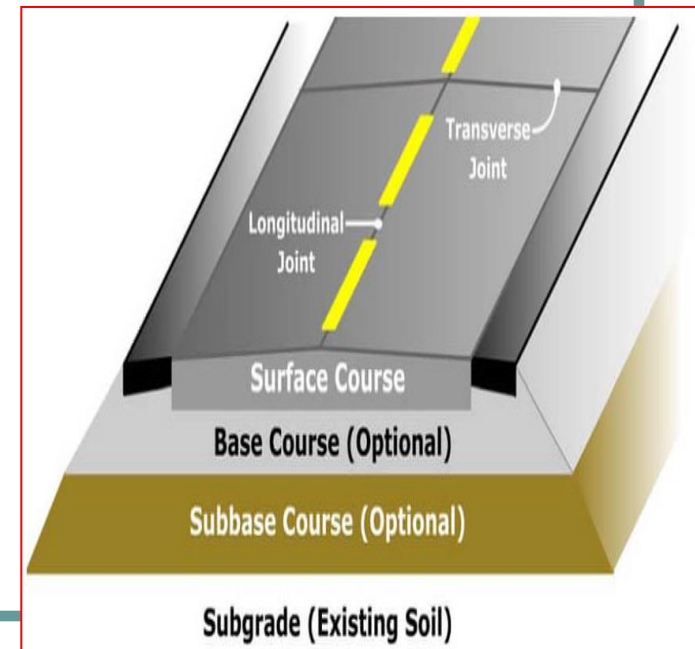 Transverse
Joint
Longitudinal
Joint
Surface Course
Base Course (Optional)
Subbase Course (Optional)
Subgrade (Existing Soil)